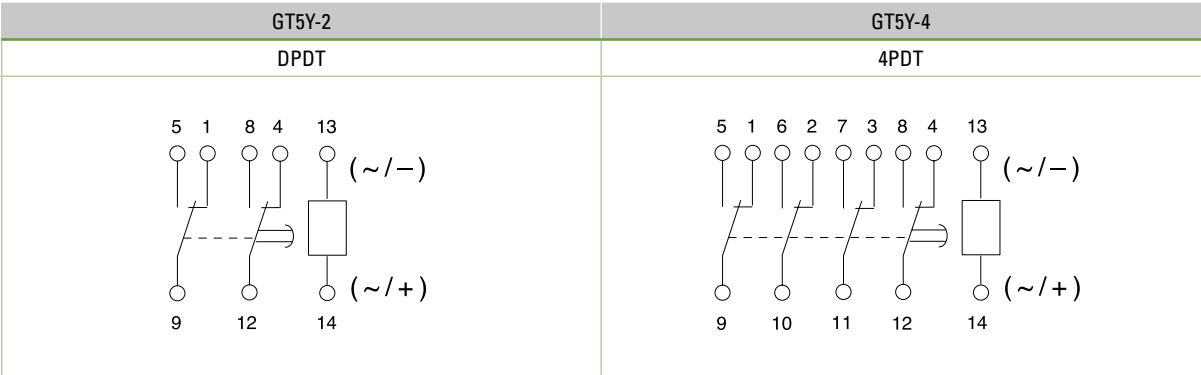 GT5Y-2 GT5Y-4
DPDT 4PDT
5 1 8 4 13 5 1 6 2 7 3 8 4 13
(~/−) (~/−)
(~/+) (~/+)
9 12 14 9 10 11 12 14